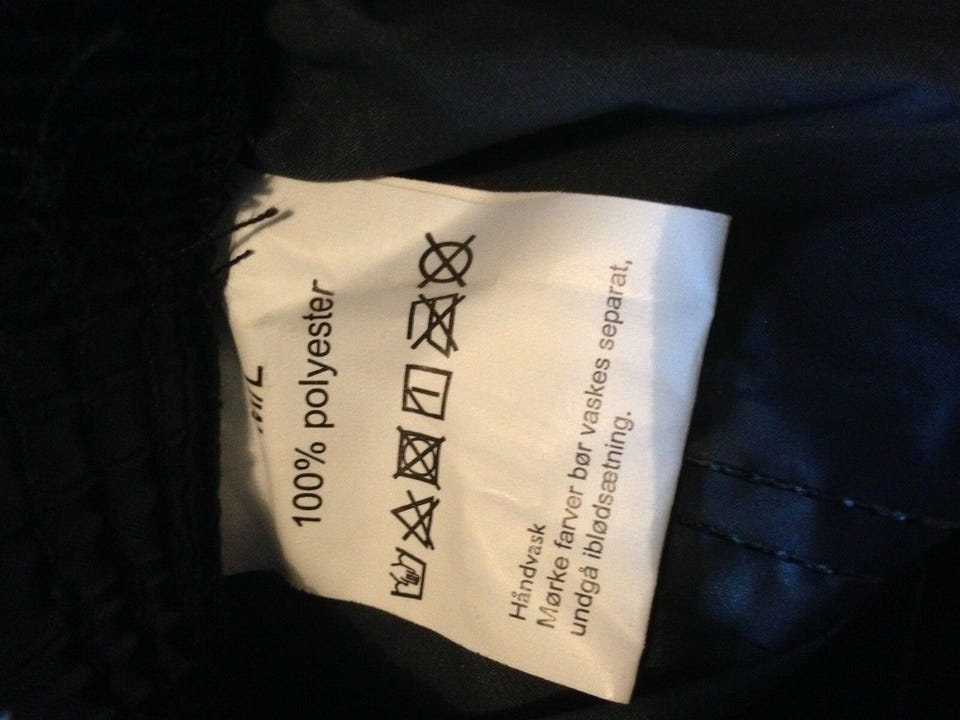 100% polyester
Håndvask
Mørke farver bør vaskes separat,
undgå iblødsætning.